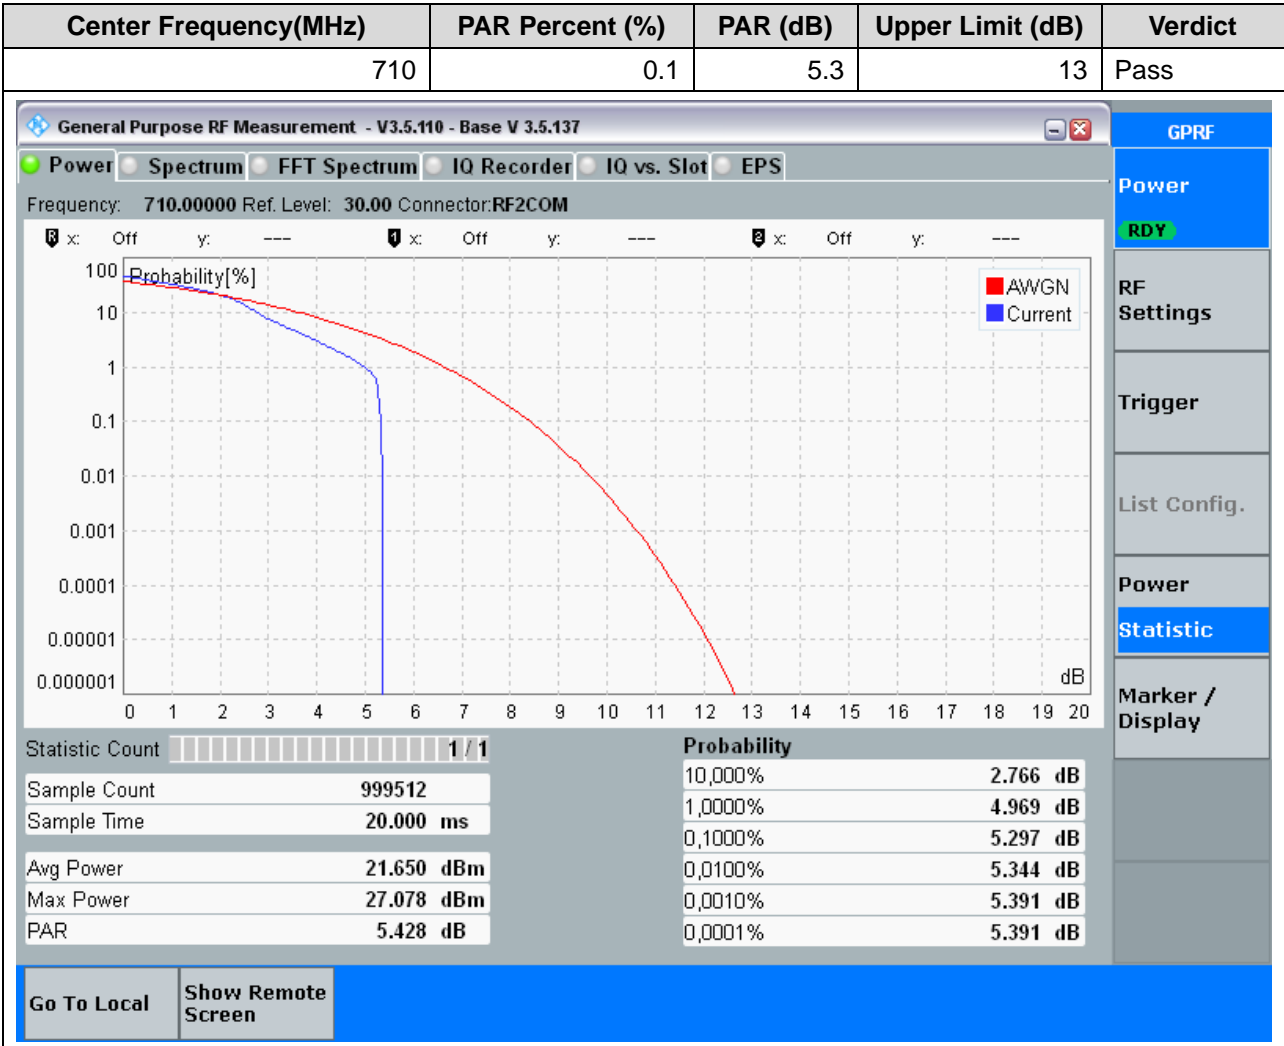 Center Frequency(MHz) PAR Percent (%) PAR (dB) Upper Limit (dB) Verdict
710 0.1 5.3 13 Pass
General Purpose RF Measurement - V3.5.110 - Base V 3.5.137
GPRF
Power Spectrum FFT Spectrum IQ Recorder IQ vs. Slot EPS
Frequency: 710.00000 Ref. Level: 30.00 Connector:RF2COM
R x: Off y: --- 1 x: Off y: --- 2 x: Off y: ---
Probability[%]
100
10
1
0.1
0.01
0.001
0.0001
0.00001
0.000001
AWGN
Current
dB
0 1 2 3 4 5 6 7 8 9 10 11 12 13 14 15 16 17 18 19 20
Statistic Count 1 / 1
Sample Count 999512
Sample Time 20.000 ms
Avg Power 21.650 dBm
Max Power 27.078 dBm
PAR 5.428 dB
Probability
10,000% 2.766 dB
1,0000% 4.969 dB
0,1000% 5.297 dB
0,0100% 5.344 dB
0,0010% 5.391 dB
0,0001% 5.391 dB
Power
RDY
RF
Settings
Trigger
List Config.
Power
Statistic
Marker /
Display
Go To Local
Show Remote
Screen